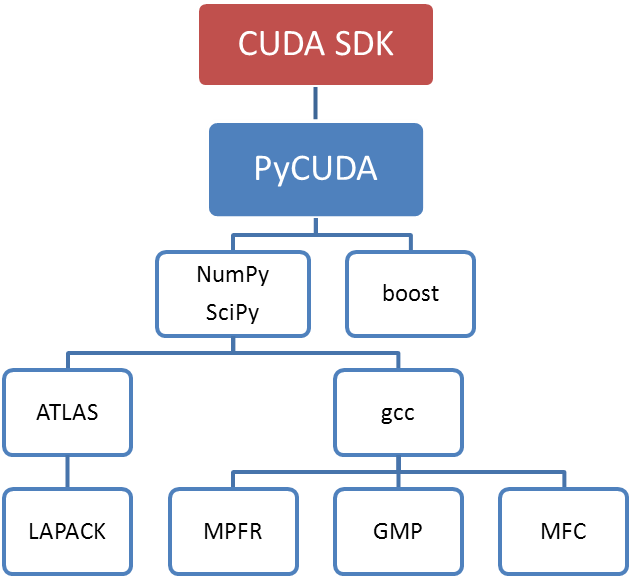 CUDA SDK
PyCUDA
NumPy
SciPy
boost
ATLAS
gcc
LAPACK
MPFR
GMP
MFC